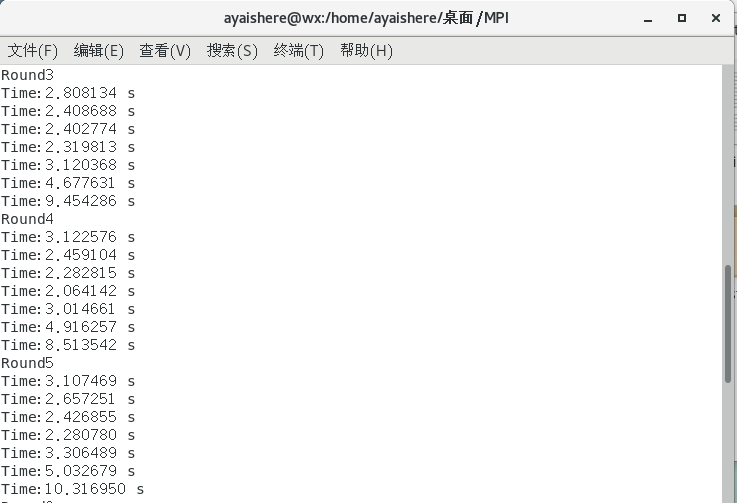 ayaishere@wx:/home/ayaishere/桌面/MPI
文件(F) 编辑(E) 查看(V) 搜索(S) 终端(T) 帮助(H)
Round3
Time:2.808134 s
Time:2.408688 s
Time:2.402774 s
Time:2.319813 s
Time:3.120368 s
Time:4.677631 s
Time:9.454286 s
Round4
Time:3.122576 s
Time:2.459104 s
Time:2.282815 s
Time:2.064142 s
Time:3.014661 s
Time:4.916257 s
Time:8.513542 s
Round5
Time:3.107469 s
Time:2.657251 s
Time:2.426855 s
Time:2.280780 s
Time:3.306489 s
Time:5.032679 s
Time:10.316950 s